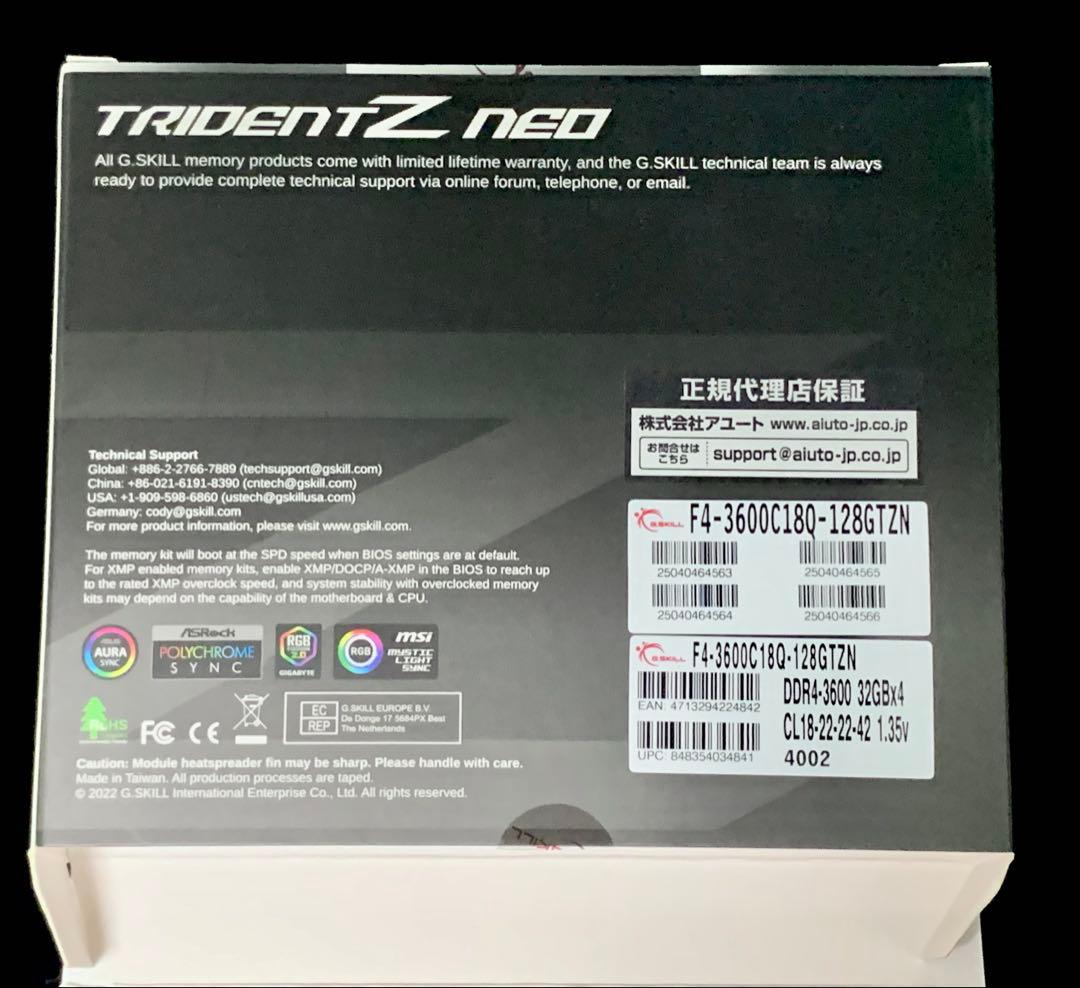 TRIDENT Z NEO
All G.SKILL memory products come with limited lifetime warranty, and the G.SKILL technical team is always
ready to provide complete technical support via online forum, telephone, or email.
正規代理店保証
株式会社アユート www.aiuto-jp.co.jp
お問合せは
こちら
support@aiuto-jp.co.jp
Technical Support
Global: +886-2-2766-7889 (techsupport@gskill.com)
China: +86-021-6191-8390 (cntech@gskill.com)
USA: +1-909-598-6860 (ustech@gskillusa.com)
Germany: cody@gskill.com
For more product information, please visit www.gskill.com.
The memory kit will boot at the SPD speed when BIOS settings are at default.
For XMP enabled memory kits, enable XMP/DOCP/A-XMP in the BIOS to reach up
to the rated XMP overclock speed, and system stability with overclocked memory
kits may depend on the capability of the motherboard & CPU.
G.SKILL F4-3600C18Q-128GTZN
25040464563 25040464565
25040464564 25040464566
G.SKILL F4-3600C18Q-128GTZN
DDR4-3600 32GBx4
EAN: 4713294224842
CL18-22-22-42 1.35v
UPC: 848354034841
4002
ASUS
AURA
SYNC
ASRock
POLYCHROME
SYNC
RGB
FUSION
2.0
GIGABYTE
RGB
msi
MYSTIC
LIGHT
SYNC
RoHS
FC CE
EC REP
G.SKILL EUROPE B.V.
De Donge 17 5684PX Best
The Netherlands
Caution: Module heatspreader fin may be sharp. Please handle with care.
Made in Taiwan. All production processes are taped.
© 2022 G.SKILL International Enterprise Co., Ltd. All rights reserved.